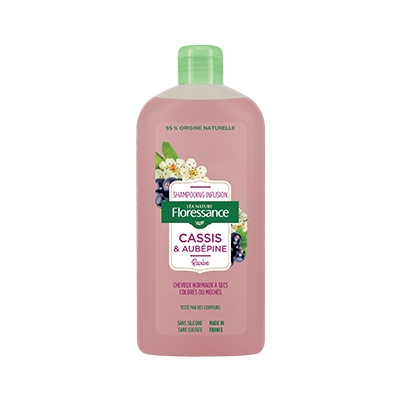 95% ORIGINE NATURELLE
SHAMPOOING INFUSION
LÉA NATURE
Floressance
CASSIS
& AUBÉPINE
Ravive
CHEVEUX NORMAUX À SECS
COLORÉS OU MÉCHÉS
TESTÉ PAR DES COIFFEURS
SANS SILICONE
SANS SULFATE
MADE IN
FRANCE